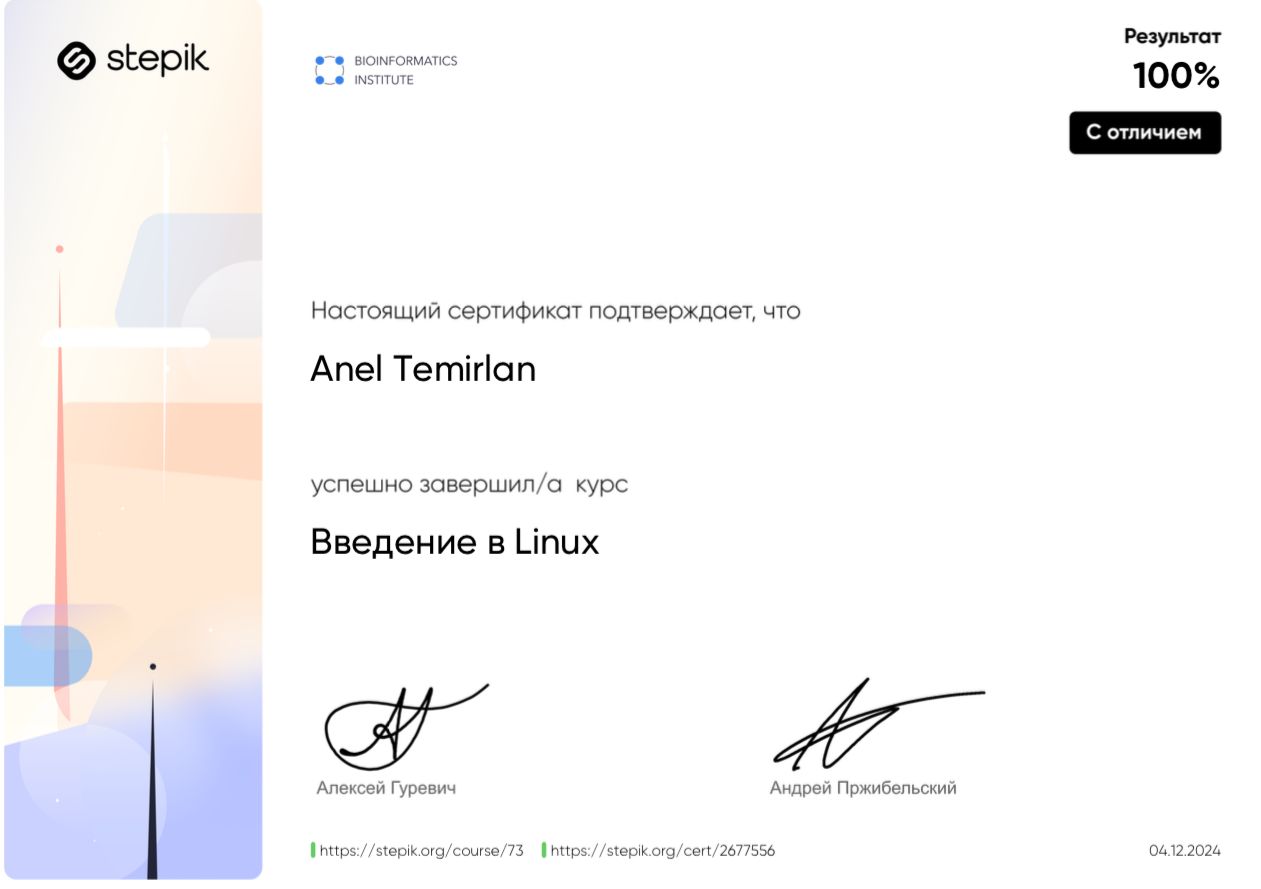 stepik
BIOINFORMATICS
INSTITUTE
Результат
100%
С отличием
Настоящий сертификат подтверждает, что
Anel Temirlan
успешно завершил/а курс
Введение в Linux
Алексей Гуревич
Андрей Пржибельский
https://stepik.org/course/73
https://stepik.org/cert/2677556
04.12.2024